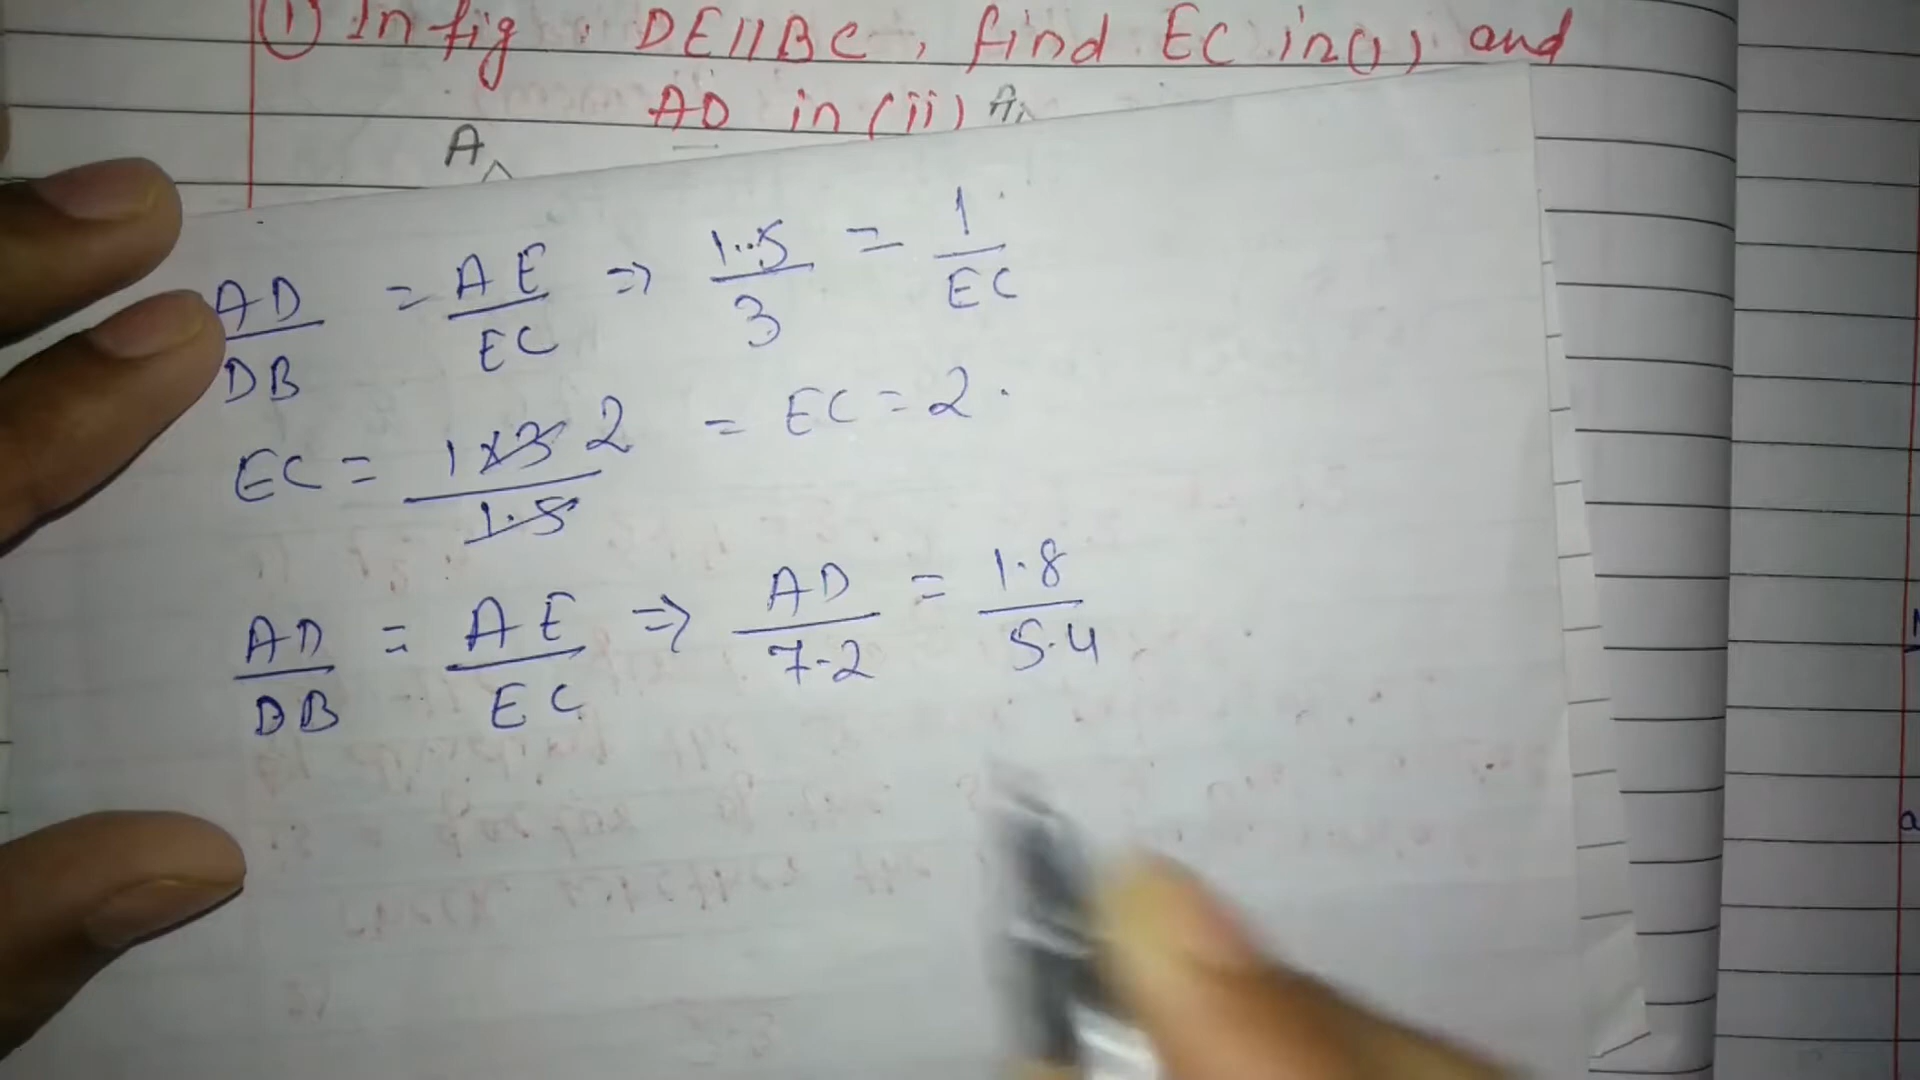 ① In fig . DE||BC, find EC in(i) and
AD in (ii)
A
A
AD/DB = AE/EC => 1.5/3 = 1/EC
EC = 1x3/1.5 2 = EC = 2.
AD/DB = AE/EC => AD/7.2 = 1.8/5.4
a